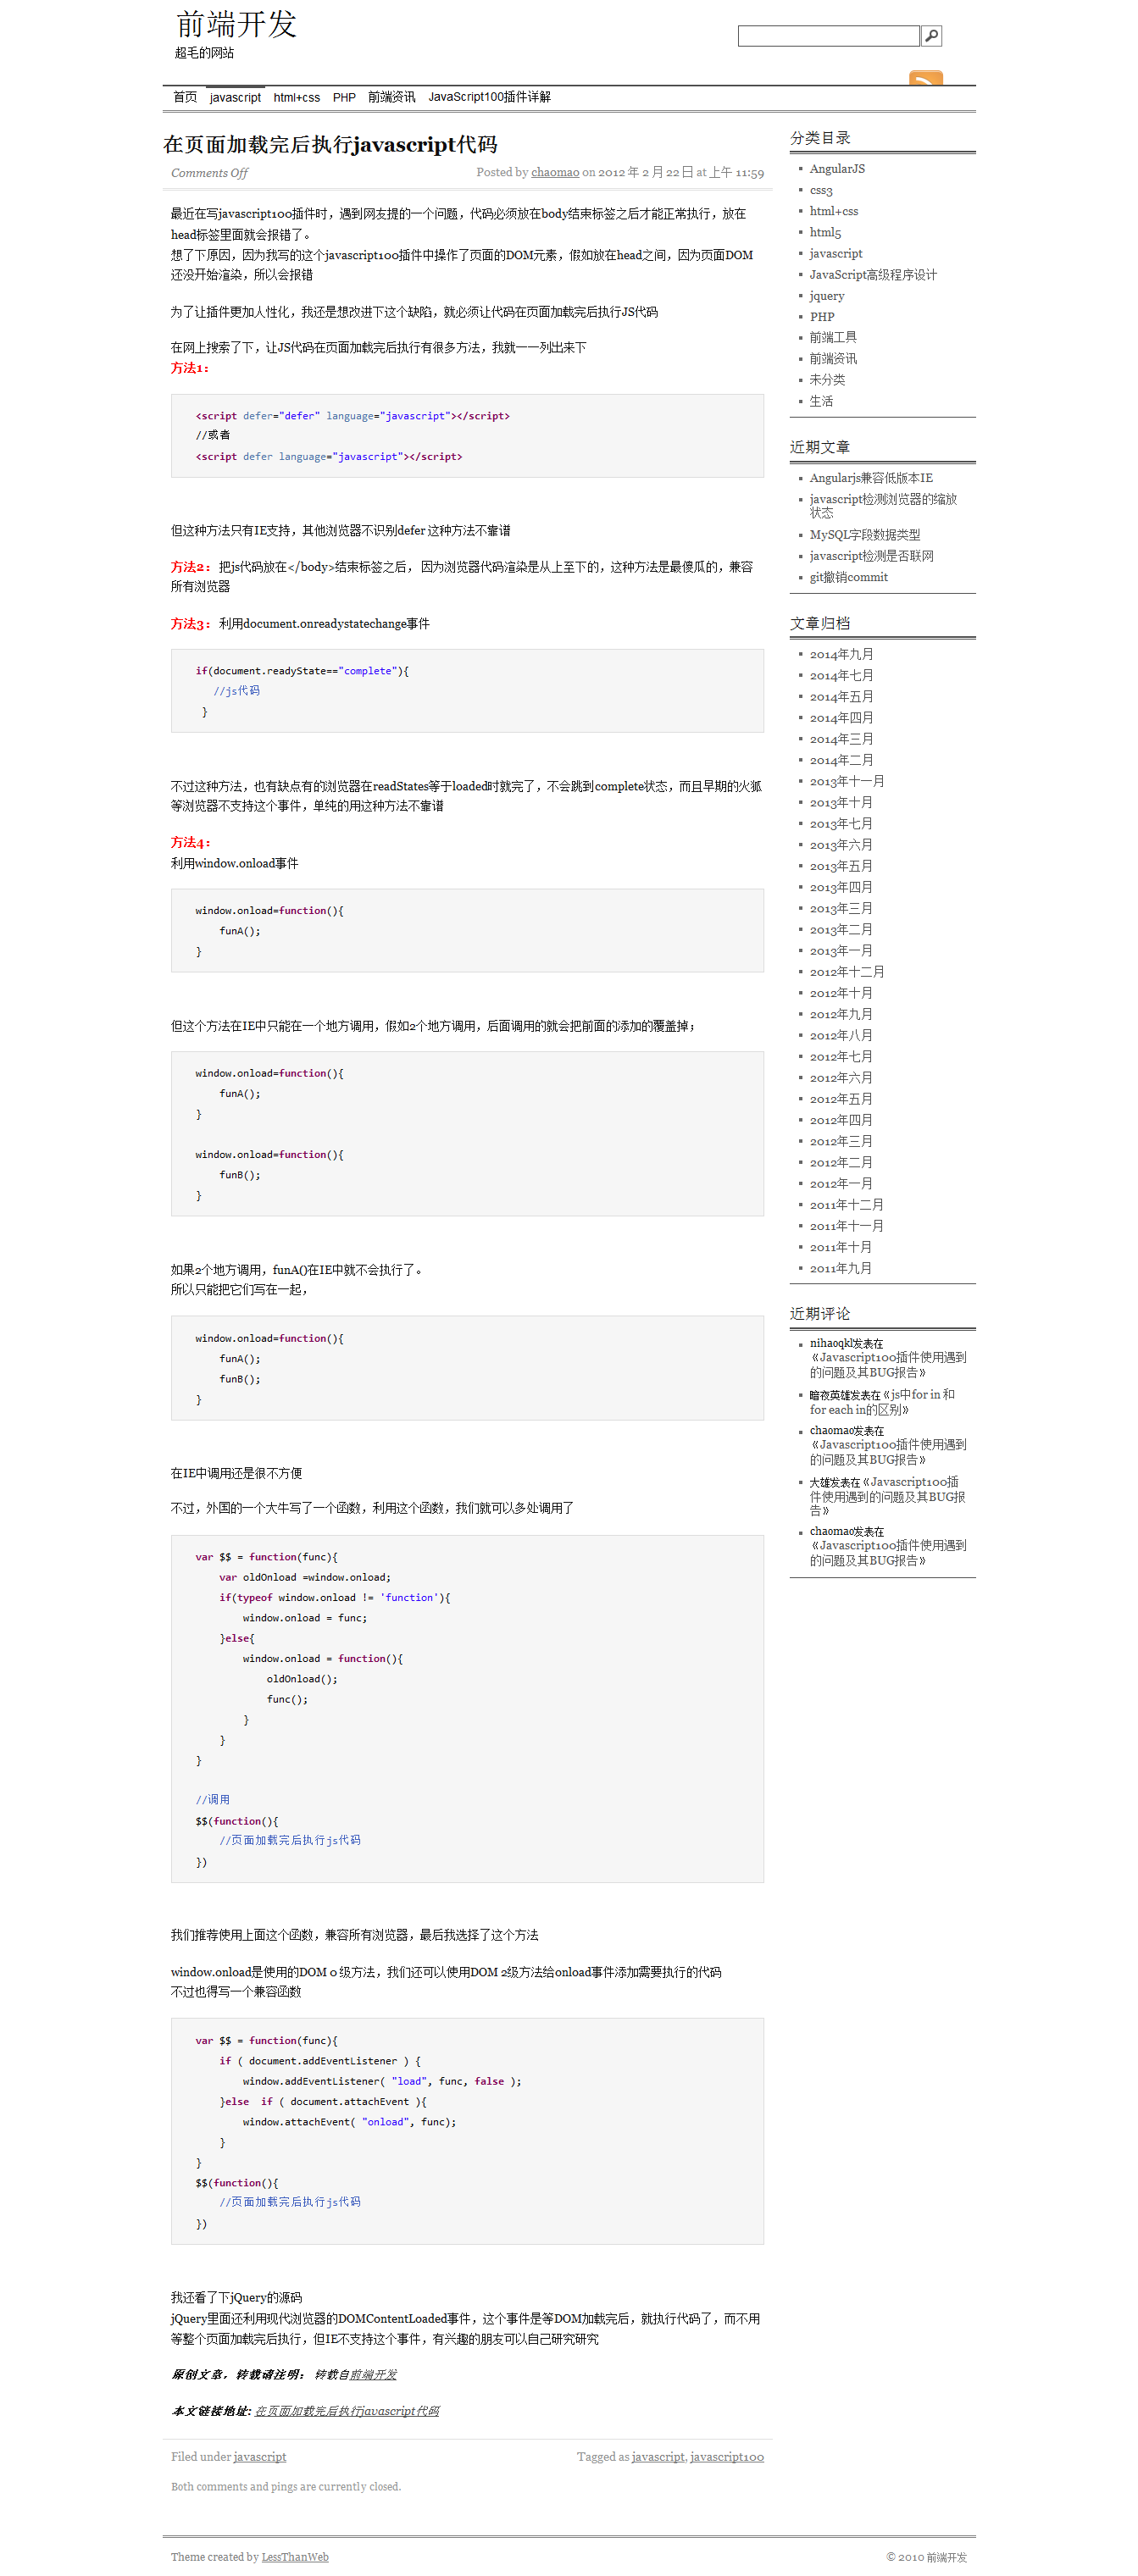 前端开发
超毛的网站
首页 javascript html+css PHP 前端资讯 JavaScript100插件详解
在页面加载完后执行javascript代码
Comments Off Posted by chaomao on 2012 年 2 月 22 日 at 上午 11:59
最近在写javascript100插件时，遇到网友提的一个问题，代码必须放在body结束标签之后才能正常执行，放在
head标签里面就会报错了。
想了下原因，因为我写的这个javascript100插件中操作了页面的DOM元素，假如放在head之间，因为页面DOM
还没开始渲染，所以会报错
为了让插件更加人性化，我还是想改进下这个缺陷，就必须让代码在页面加载完后执行JS代码
在网上搜索了下，让JS代码在页面加载完后执行有很多方法，我就一一列出来下
方法1：
<script defer="defer" language="javascript"></script>
//或者
<script defer language="javascript"></script>
但这种方法只有IE支持，其他浏览器不识别defer 这种方法不靠谱
方法2：把js代码放在</body>结束标签之后， 因为浏览器代码渲染是从上至下的，这种方法是最傻瓜的，兼容
所有浏览器
方法3： 利用document.onreadystatechange事件
if(document.readyState=="complete"){
//js代码
}
不过这种方法，也有缺点有的浏览器在readStates等于loaded时就完了，不会跳到complete状态，而且早期的火狐
等浏览器不支持这个事件，单纯的用这种方法不靠谱
方法4：
利用window.onload事件
window.onload=function(){
funA();
}
但这个方法在IE中只能在一个地方调用，假如2个地方调用，后面调用的就会把前面的添加的覆盖掉；
window.onload=function(){
funA();
}
window.onload=function(){
funB();
}
如果2个地方调用，funA()在IE中就不会执行了。
所以只能把它们写在一起，
window.onload=function(){
funA();
funB();
}
在IE中调用还是很不方便
不过，外国的一个大牛写了一个函数，利用这个函数，我们就可以多处调用了
var $$ = function(func){
var oldOnload =window.onload;
if(typeof window.onload != 'function'){
window.onload = func;
}else{
window.onload = function(){
oldOnload();
func();
}
}
}
//调用
$$(function(){
//页面加载完后执行js代码
})
我们推荐使用上面这个函数，兼容所有浏览器，最后我选择了这个方法
window.onload是使用的DOM 0 级方法，我们还可以使用DOM 2级方法给onload事件添加需要执行的代码
不过也得写一个兼容函数
var $$ = function(func){
if ( document.addEventListener ) {
window.addEventListener( "load", func, false );
}else  if ( document.attachEvent ){
window.attachEvent( "onload", func);
}
}
$$(function(){
//页面加载完后执行js代码
})
我还看了下jQuery的源码
jQuery里面还利用现代浏览器的DOMContentLoaded事件，这个事件是等DOM加载完后，就执行代码了，而不用
等整个页面加载完后执行，但IE不支持这个事件，有兴趣的朋友可以自己研究研究
原创文章，转载请注明： 转载自前端开发
本文链接地址: 在页面加载完后执行javascript代码
Filed under javascript Tagged as javascript, javascript100
Both comments and pings are currently closed.
分类目录
AngularJS
css3
html+css
html5
javascript
JavaScript高级程序设计
jquery
PHP
前端工具
前端资讯
未分类
生活
近期文章
Angularjs兼容低版本IE
javascript检测浏览器的缩放
状态
MySQL字段数据类型
javascript检测是否联网
git撤销commit
文章归档
2014年九月
2014年七月
2014年五月
2014年四月
2014年三月
2014年二月
2013年十一月
2013年十月
2013年七月
2013年六月
2013年五月
2013年四月
2013年三月
2013年二月
2013年一月
2012年十二月
2012年十月
2012年九月
2012年八月
2012年七月
2012年六月
2012年五月
2012年四月
2012年三月
2012年二月
2012年一月
2011年十二月
2011年十一月
2011年十月
2011年九月
近期评论
nihaoqkl发表在
《Javascript100插件使用遇到
的问题及其BUG报告》
暗夜英雄发表在《js中for in 和
for each in的区别》
chaomao发表在
《Javascript100插件使用遇到
的问题及其BUG报告》
大雄发表在《Javascript100插
件使用遇到的问题及其BUG报
告》
chaomao发表在
《Javascript100插件使用遇到
的问题及其BUG报告》
Theme created by LessThanWeb © 2010 前端开发